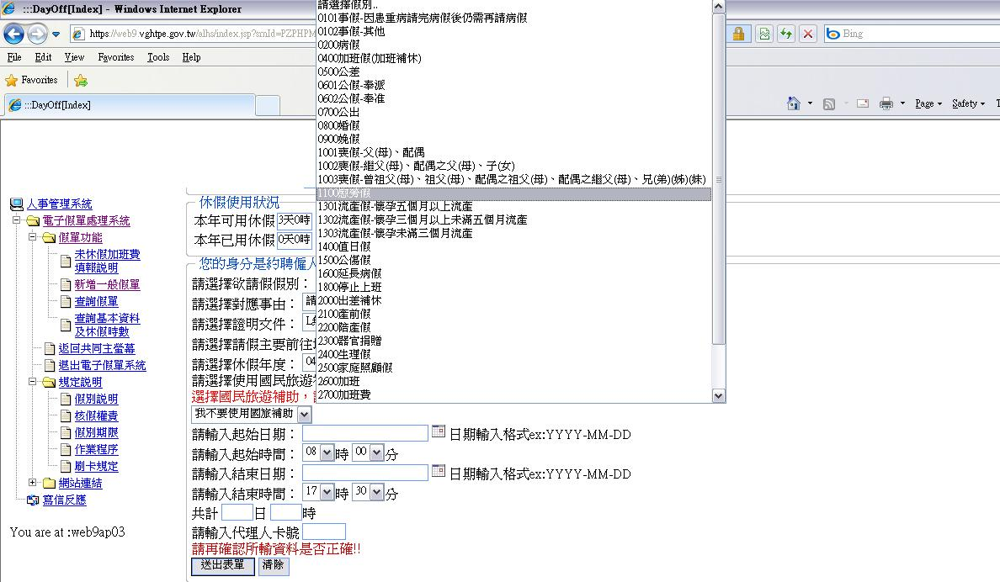 :::DayOff[Index] - Windows Internet Explorer
https://web9.vghtpe.gov.tw/alhs/index.jsp?smId=PZPHPM
Bing
File Edit View Favorites Tools Help
Favorites
:::DayOff[Index]
Page Safety
請選擇假別..
0101事假-因患重病請完病假後仍需再請病假
0102事假-其他
0200病假
0400加班假(加班補休)
0500公差
0601公假-奉派
0602公假-奉准
0700公出
0800婚假
0900娩假
1001喪假-父(母)、配偶
1002喪假-繼父(母)、配偶之父(母)、子(女)
1003喪假-曾祖父(母)、祖父(母)、配偶之祖父(母)、配偶之繼父(母)、兄(弟)(姊)(妹)
1100慰勞假
1301流產假-懷孕五個月以上流產
1302流產假-懷孕三個月以上未滿五個月流產
1303流產假-懷孕未滿三個月流產
1400值日假
1500公傷假
1600延長病假
1800停止上班
2000出差補休
2100產前假
2200陪產假
2300器官捐贈
2400生理假
2500家庭照顧假
2600加班
2700加班費
人事管理系統
電子假單處理系統
假單功能
未休假加班費
填報說明
新增一般假單
查詢假單
查詢基本資料
及休假時數
返回共同主螢幕
退出電子假單系統
規定說明
假別說明
核假權責
假別期限
作業程序
刷卡規定
網站連結
寫信反應
You are at :web9ap03
休假使用狀況
本年可用休假 3天0時
本年已用休假 0天0時
您的身分是約聘僱人
請選擇欲請假假別：
請選擇對應事由： 請
請選擇證明文件：
請選擇請假主要前往
請選擇休假年度： 04
請選擇使用國民旅遊
選擇國民旅遊補助，
我不要使用國旅補助
請輸入起始日期： 日期輸入格式ex:YYYY-MM-DD
請輸入起始時間： 08 時 00 分
請輸入結束日期： 日期輸入格式ex:YYYY-MM-DD
請輸入結束時間： 17 時 30 分
共計 日 時
請輸入代理人卡號
請再確認所輸資料是否正確!!
送出表單 清除